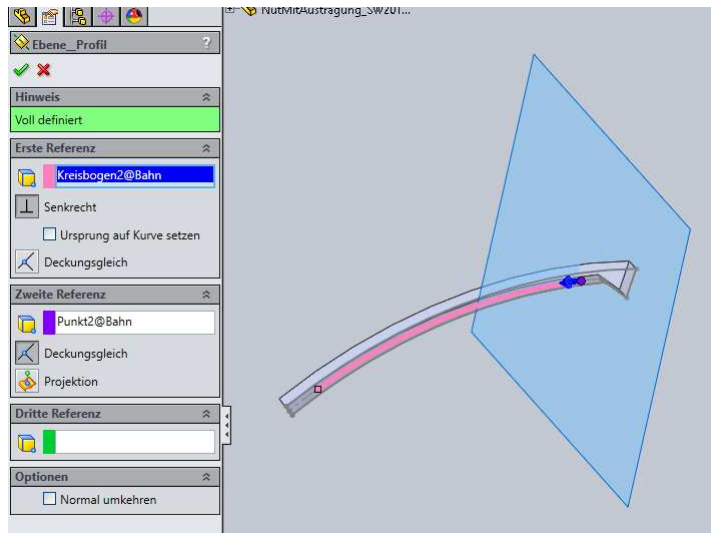 NutMitAustragung_SW201...
Ebene__Profil
?
Hinweis
Voll definiert
Erste Referenz
Kreisbogen2@Bahn
Senkrecht
Ursprung auf Kurve setzen
Deckungsgleich
Zweite Referenz
Punkt2@Bahn
Deckungsgleich
Projektion
Dritte Referenz
Optionen
Normal umkehren